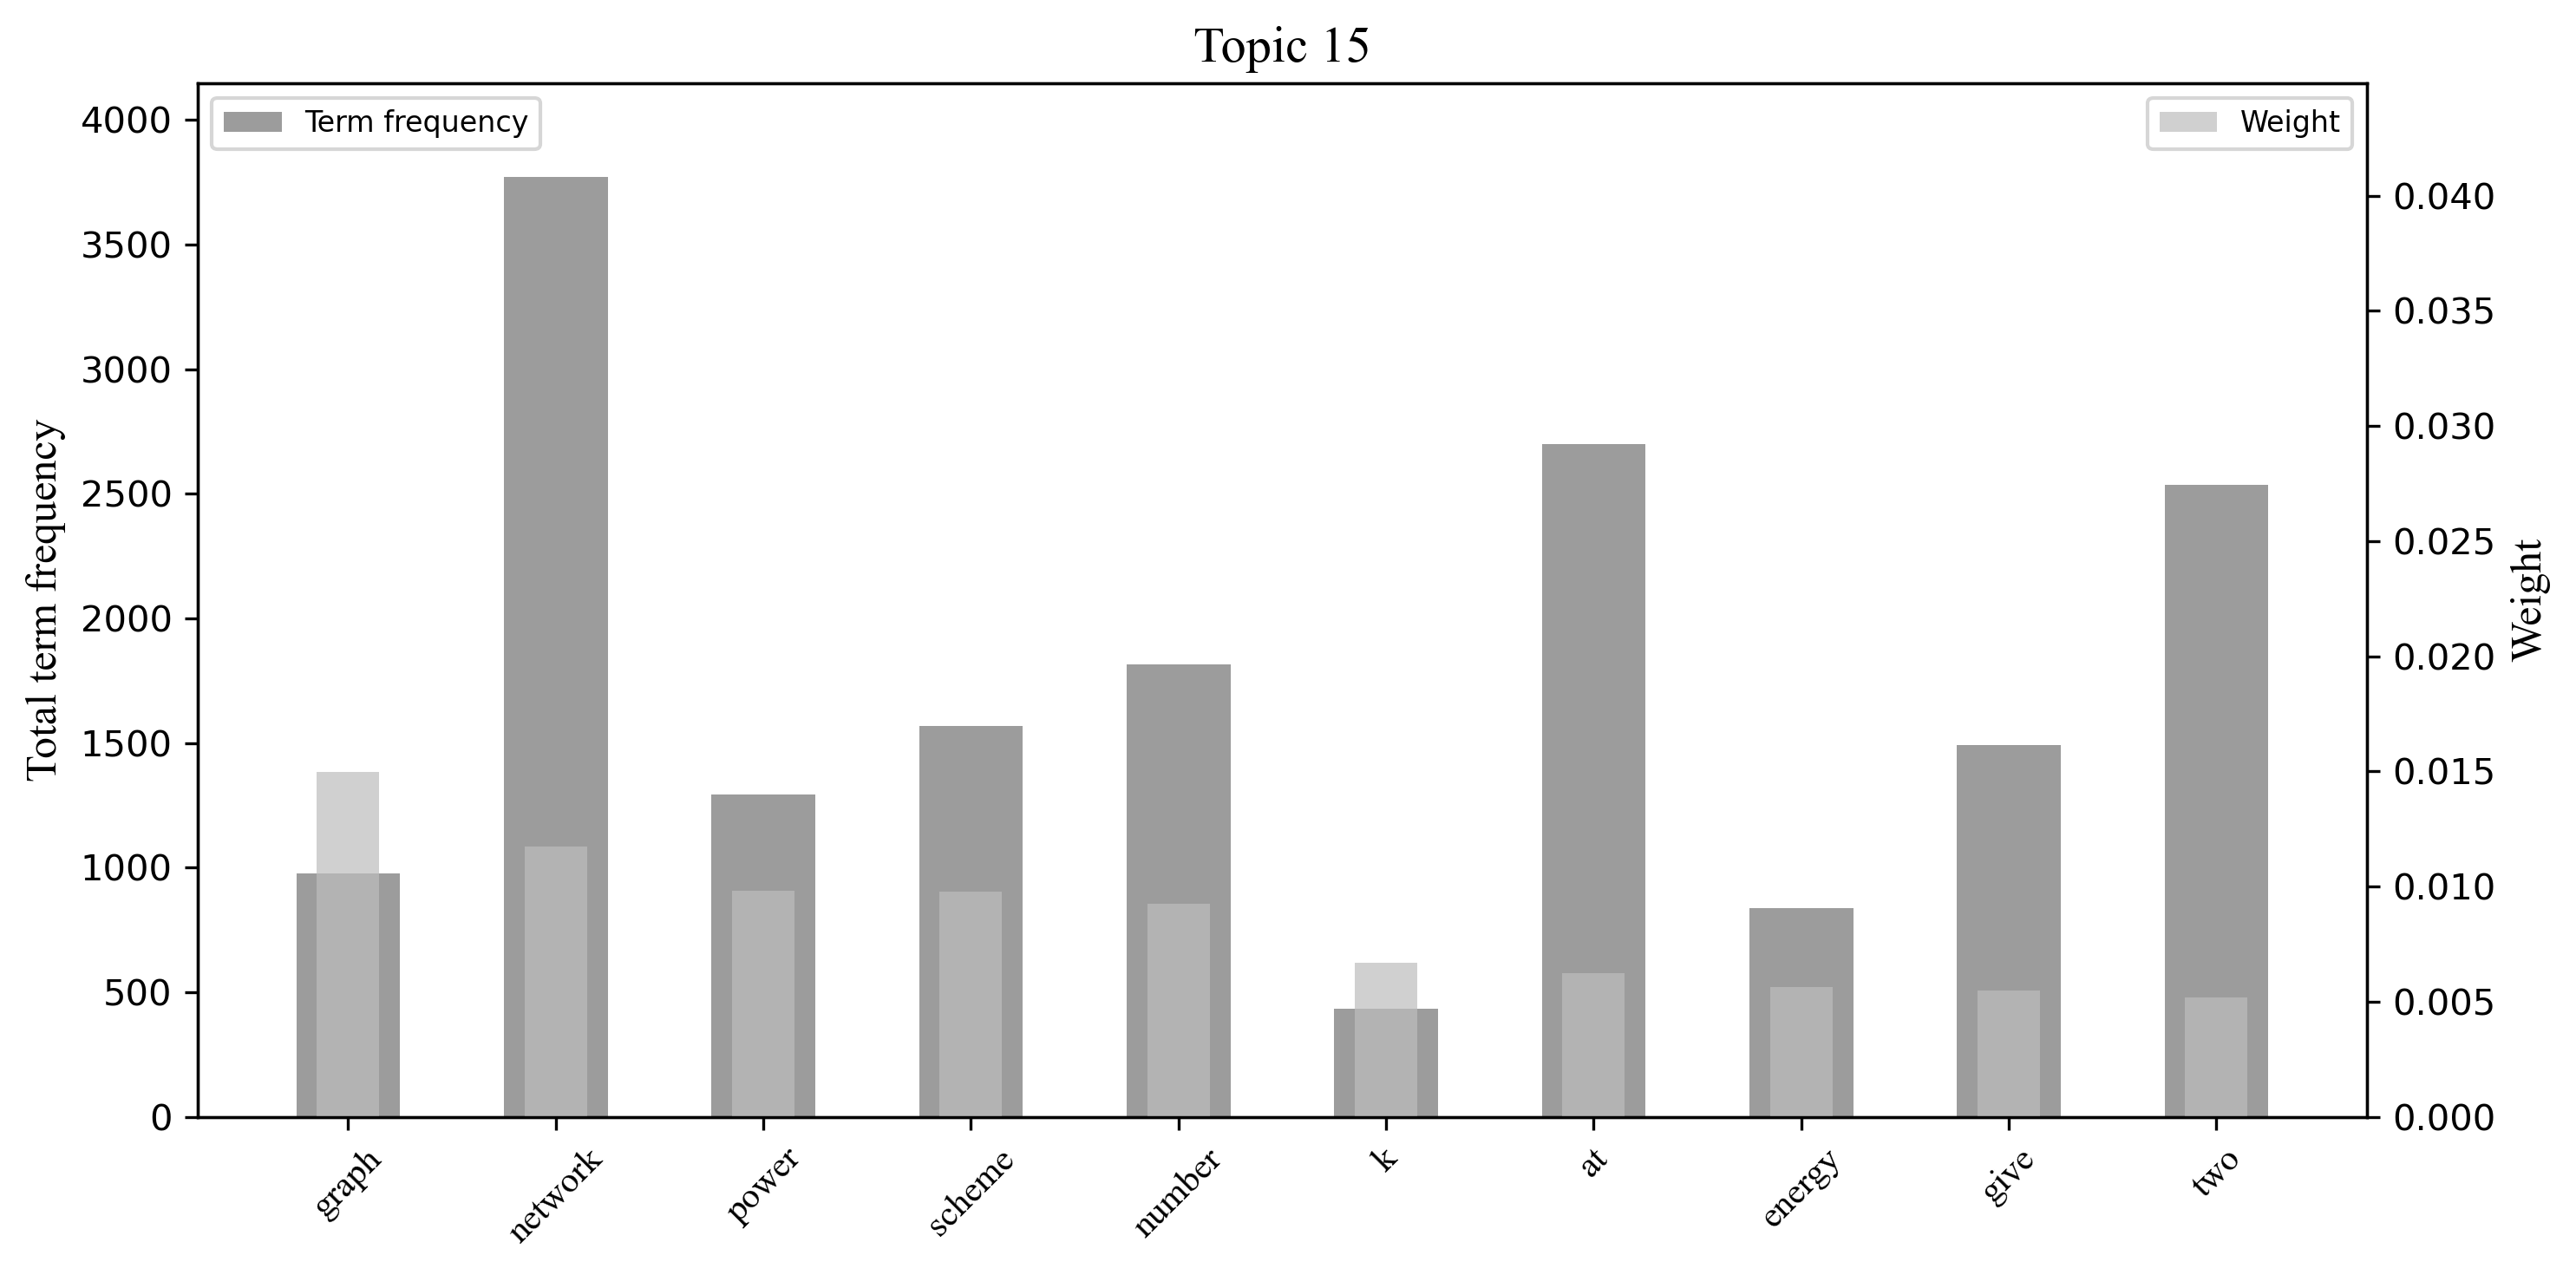 Topic 15
Term frequency
Weight
4000
3500
3000
2500
2000
1500
1000
500
0
Total term frequency
0.040
0.035
0.030
0.025
0.020
0.015
0.010
0.005
0.000
Weight
graph
network
power
scheme
number
k
at
energy
give
two